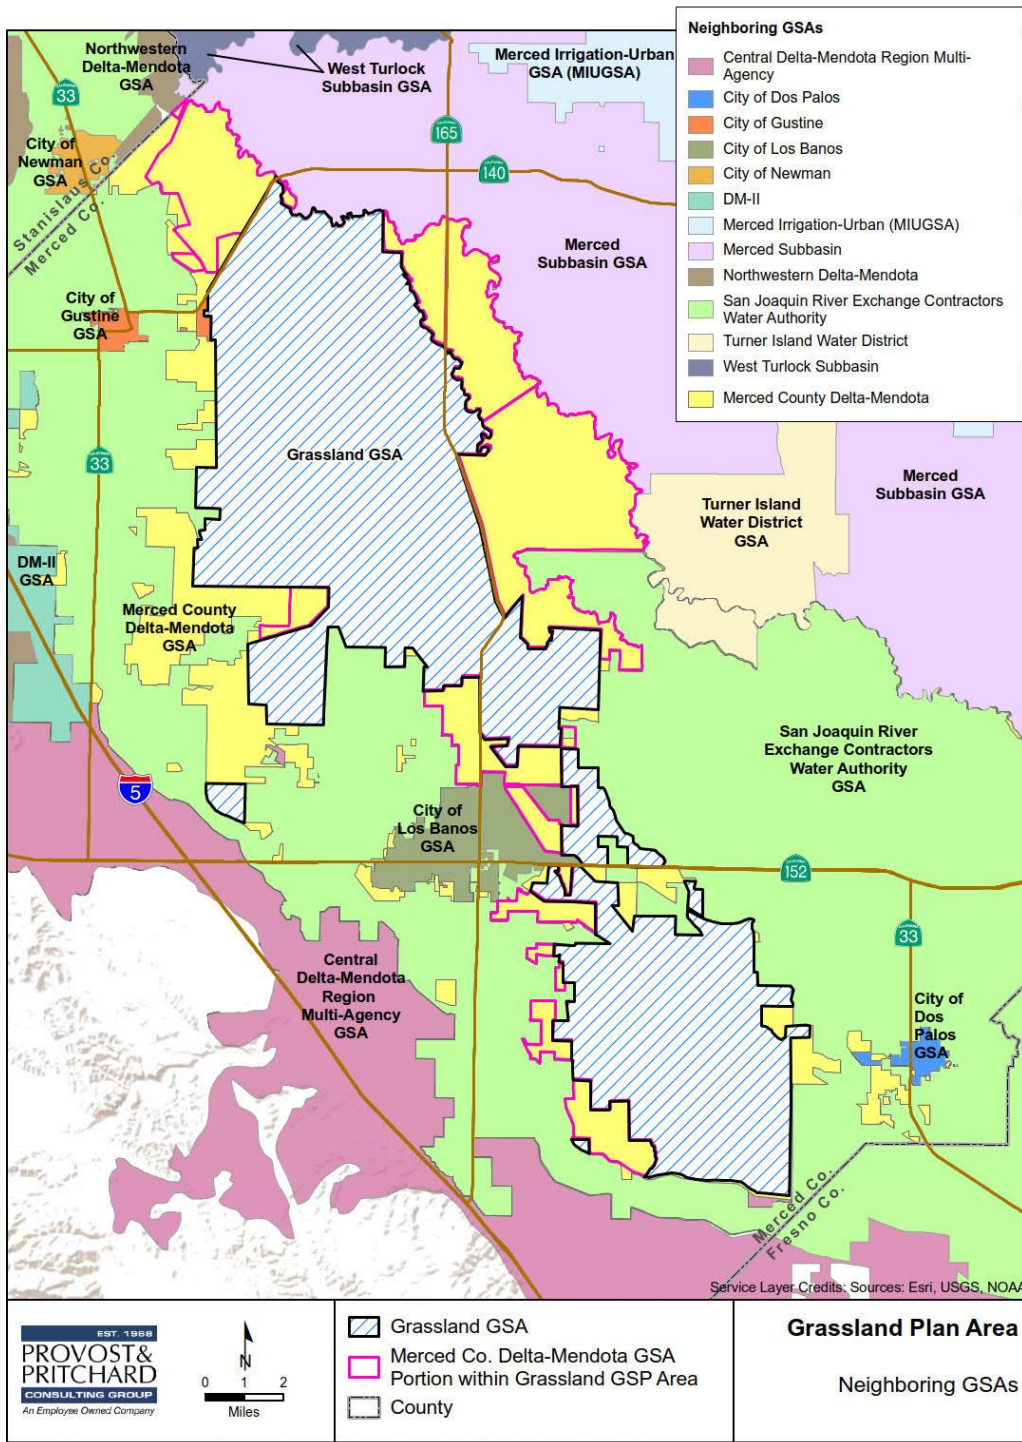 Northwestern
Delta-Mendota
GSA
West Turlock
Subbasin GSA
Merced Irrigation-Urban
GSA (MIUGSA)
CALIFORNIA
33
CALIFORNIA
165
CALIFORNIA
140
City of
Newman
GSA
Stanislaus Co.
Merced Co.
Merced
Subbasin GSA
City of
Gustine
GSA
CALIFORNIA
33
Grassland GSA
Merced
Subbasin GSA
Turner Island
Water District
GSA
DM-II
GSA
Merced County
Delta-Mendota
GSA
San Joaquin River
Exchange Contractors
Water Authority
GSA
5
City of
Los Banos
GSA
CALIFORNIA
152
CALIFORNIA
33
Central
Delta-Mendota
Region
Multi-Agency
GSA
City of
Dos
Palos
GSA
Merced Co.
Fresno Co.
Service Layer Credits: Sources: Esri, USGS, NOAA
Neighboring GSAs
Central Delta-Mendota Region Multi-
Agency
City of Dos Palos
City of Gustine
City of Los Banos
City of Newman
DM-II
Merced Irrigation-Urban (MIUGSA)
Merced Subbasin
Northwestern Delta-Mendota
San Joaquin River Exchange Contractors
Water Authority
Turner Island Water District
West Turlock Subbasin
Merced County Delta-Mendota
EST. 1968
PROVOST&
PRITCHARD
CONSULTING GROUP
An Employee Owned Company
N
0 1 2
Miles
Grassland GSA
Merced Co. Delta-Mendota GSA
Portion within Grassland GSP Area
County
Grassland Plan Area
Neighboring GSAs